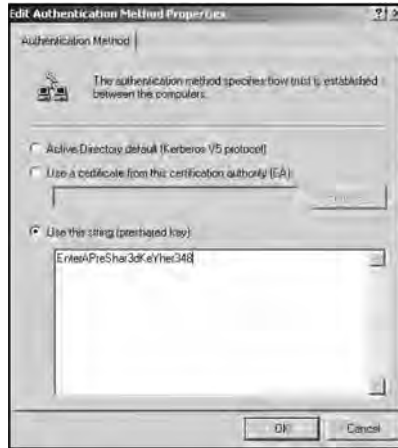 Edit Authentication Method Properties
Authentication Method
The authentication method specifies how trust is established
between the computers.
Active Directory default (Kerberos V5 protocol)
Use a certificate from this certification authority (CA):
Use this string (preshared key):
EnterAPreShar3dKeYher348
OK
Cancel